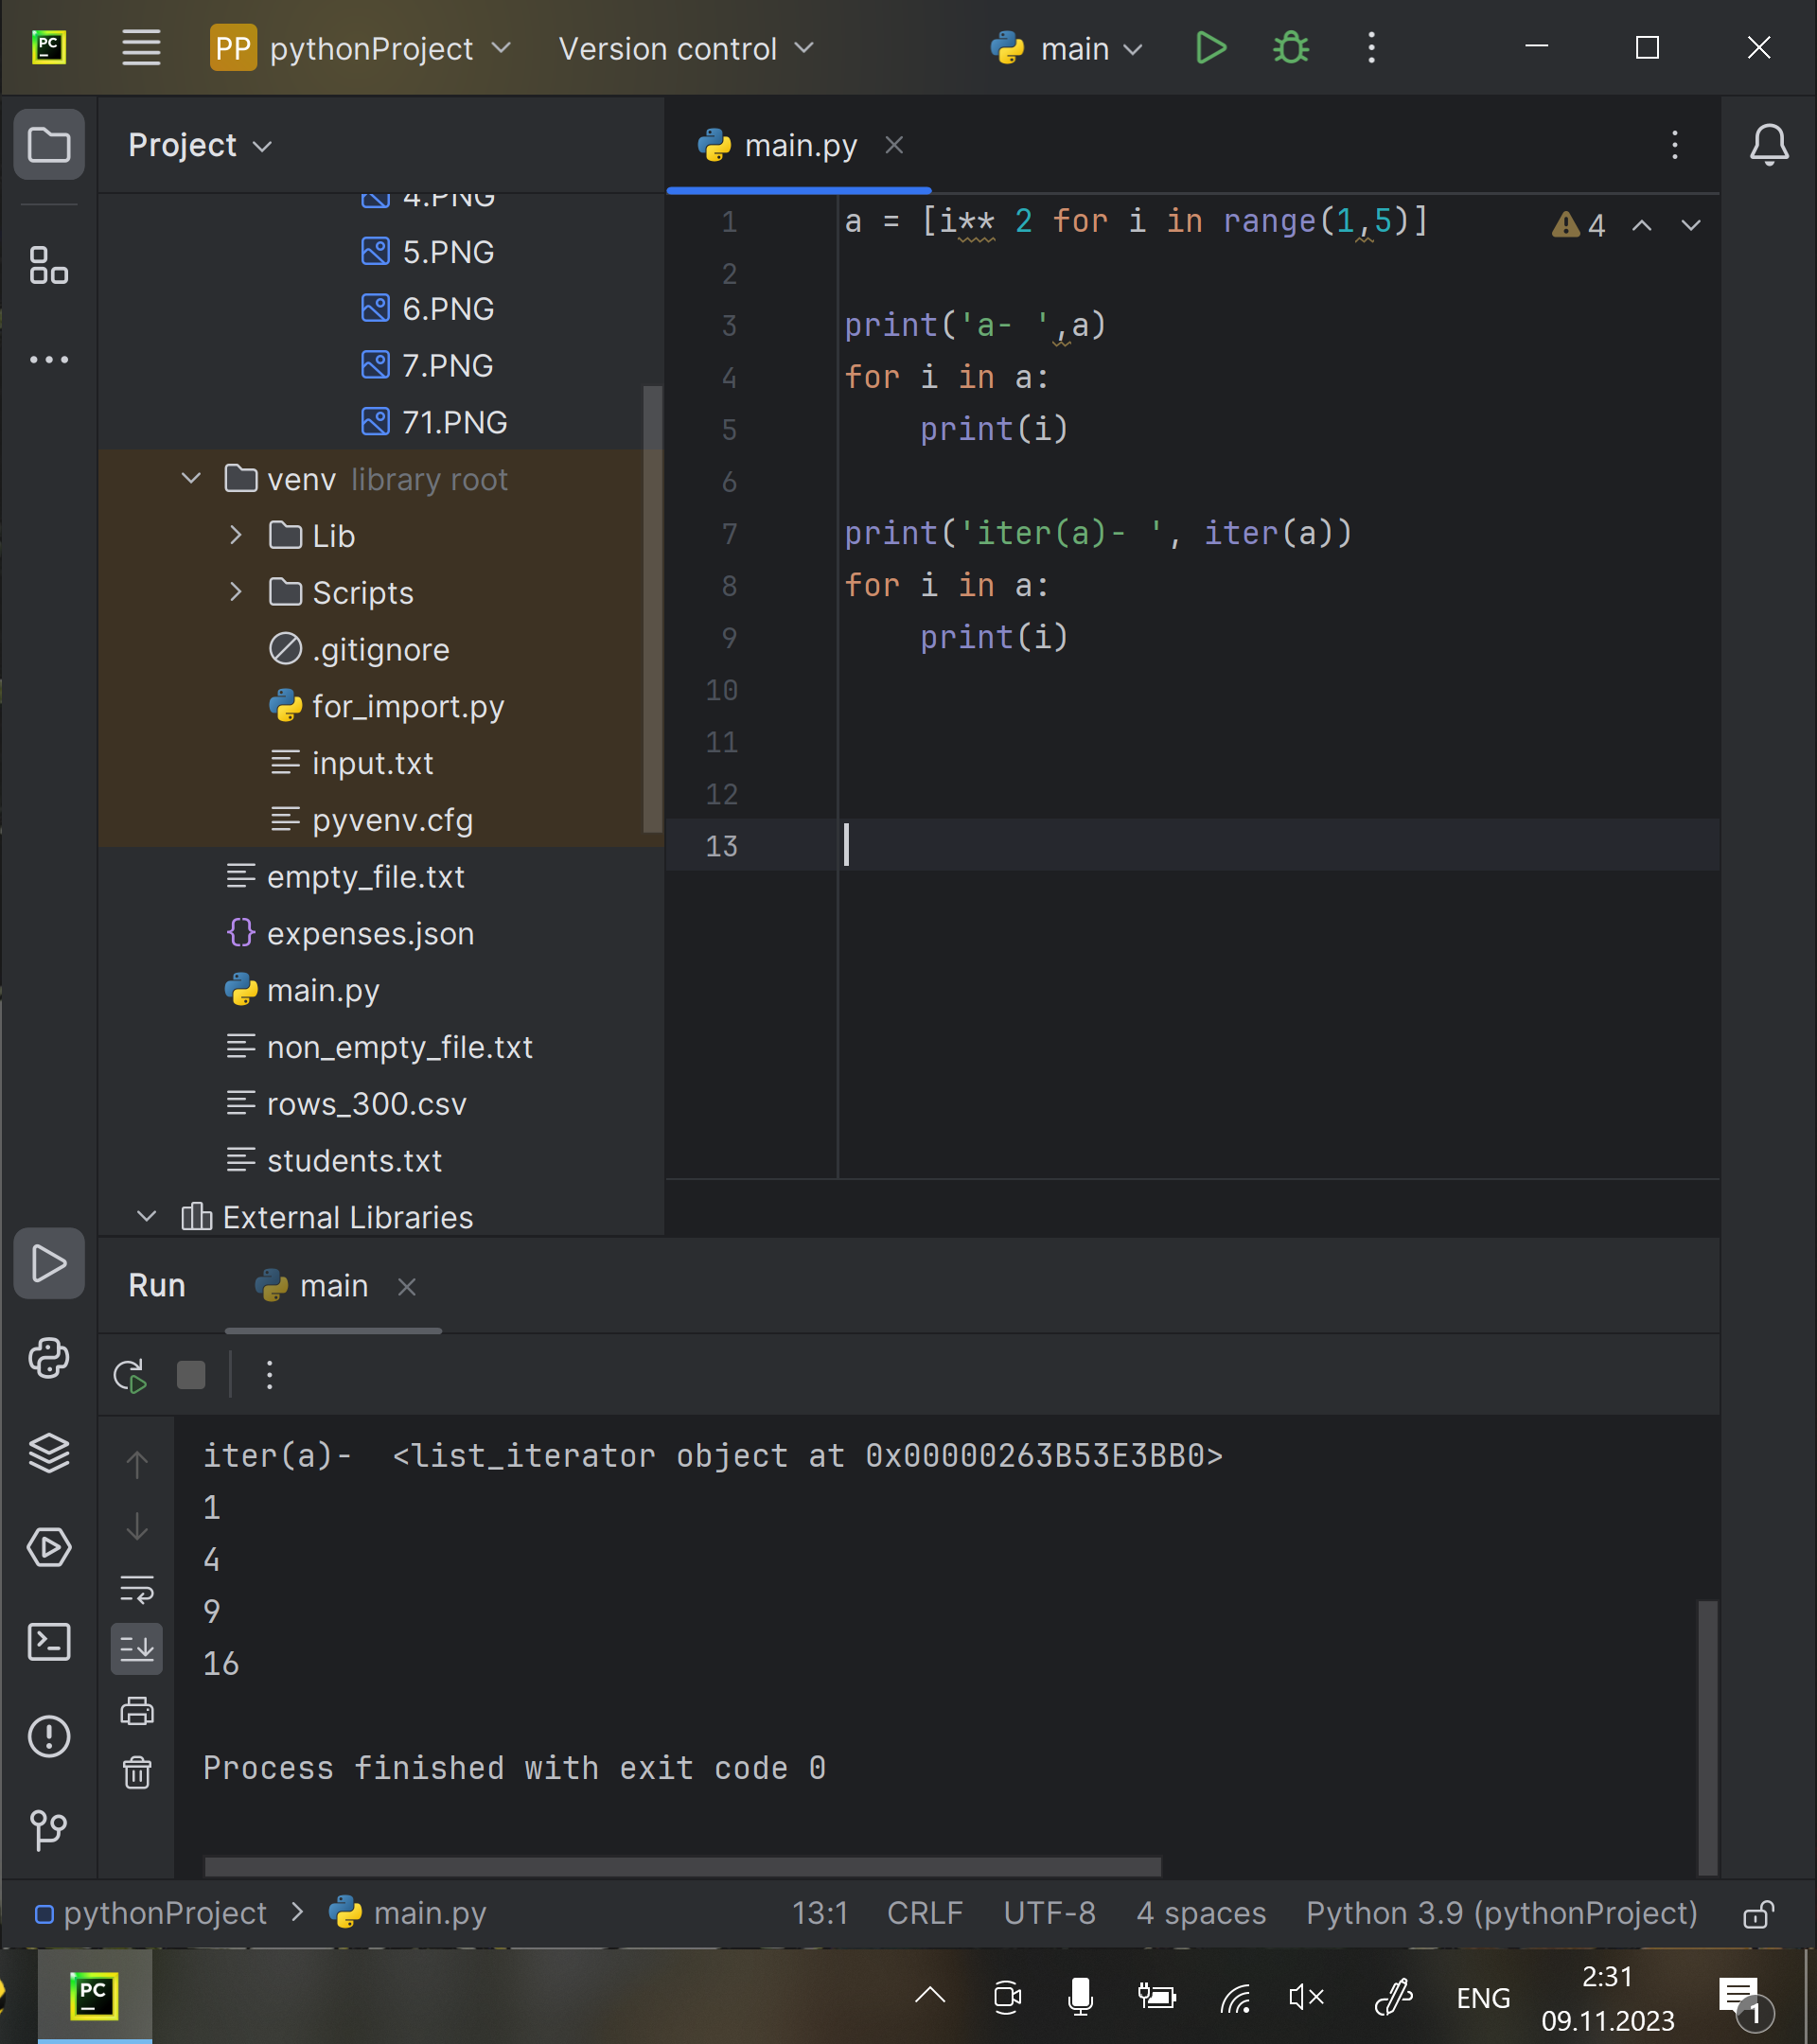 PC
PP pythonProject
Version control
main
Project
main.py
4.PNG
5.PNG
6.PNG
7.PNG
71.PNG
venv library root
Lib
Scripts
.gitignore
for_import.py
input.txt
pyvenv.cfg
empty_file.txt
expenses.json
main.py
non_empty_file.txt
rows_300.csv
students.txt
External Libraries
1 a = [i** 2 for i in range(1,5)]
4
2
3 print('a- ',a)
4 for i in a:
5     print(i)
6
7 print('iter(a)- ', iter(a))
8 for i in a:
9     print(i)
10
11
12
13
Run
main
iter(a)-  <list_iterator object at 0x00000263B53E3BB0>
1
4
9
16
Process finished with exit code 0
pythonProject > main.py
13:1 CRLF UTF-8 4 spaces Python 3.9 (pythonProject)
PC
ENG
2:31
09.11.2023
1